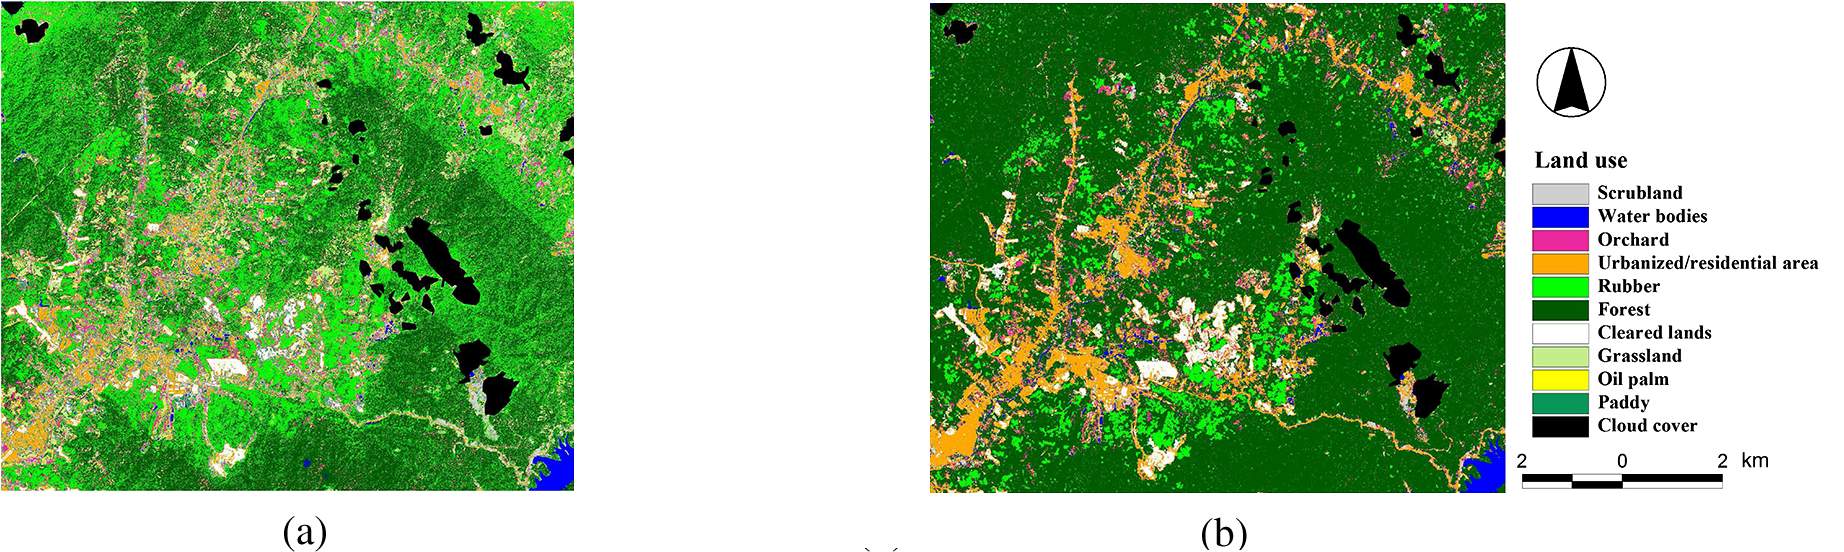 Land use
Scrubland
Water bodies
Orchard
Urbanized/residential area
Rubber
Forest
Cleared lands
Grassland
Oil palm
Paddy
Cloud cover
2 0 2 km
(a)
(b)